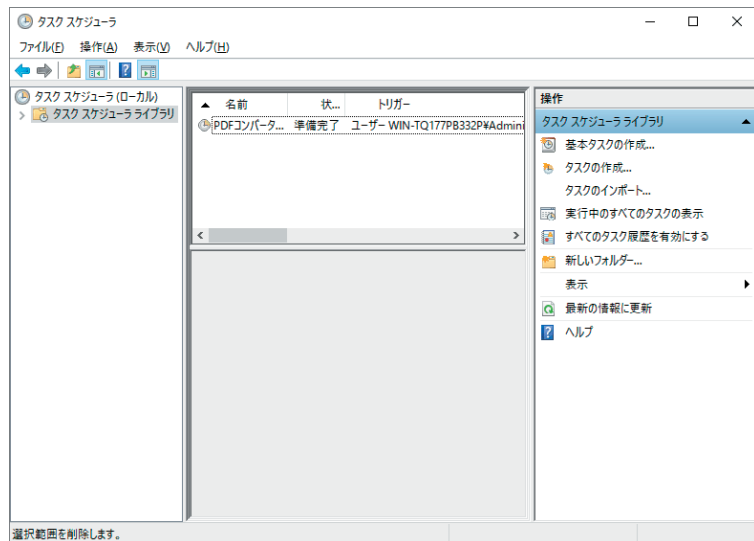 タスク スケジューラ
ファイル(F) 操作(A) 表示(V) ヘルプ(H)
タスク スケジューラ (ローカル)
タスク スケジューラ ライブラリ
名前 状... トリガー
PDFコンバータ... 準備完了 ユーザー WIN-TQ177PB332P¥Admini
操作
タスク スケジューラ ライブラリ
基本タスクの作成...
タスクの作成...
タスクのインポート...
実行中のすべてのタスクの表示
すべてのタスク履歴を有効にする
新しいフォルダー...
表示
最新の情報に更新
ヘルプ
選択範囲を削除します。